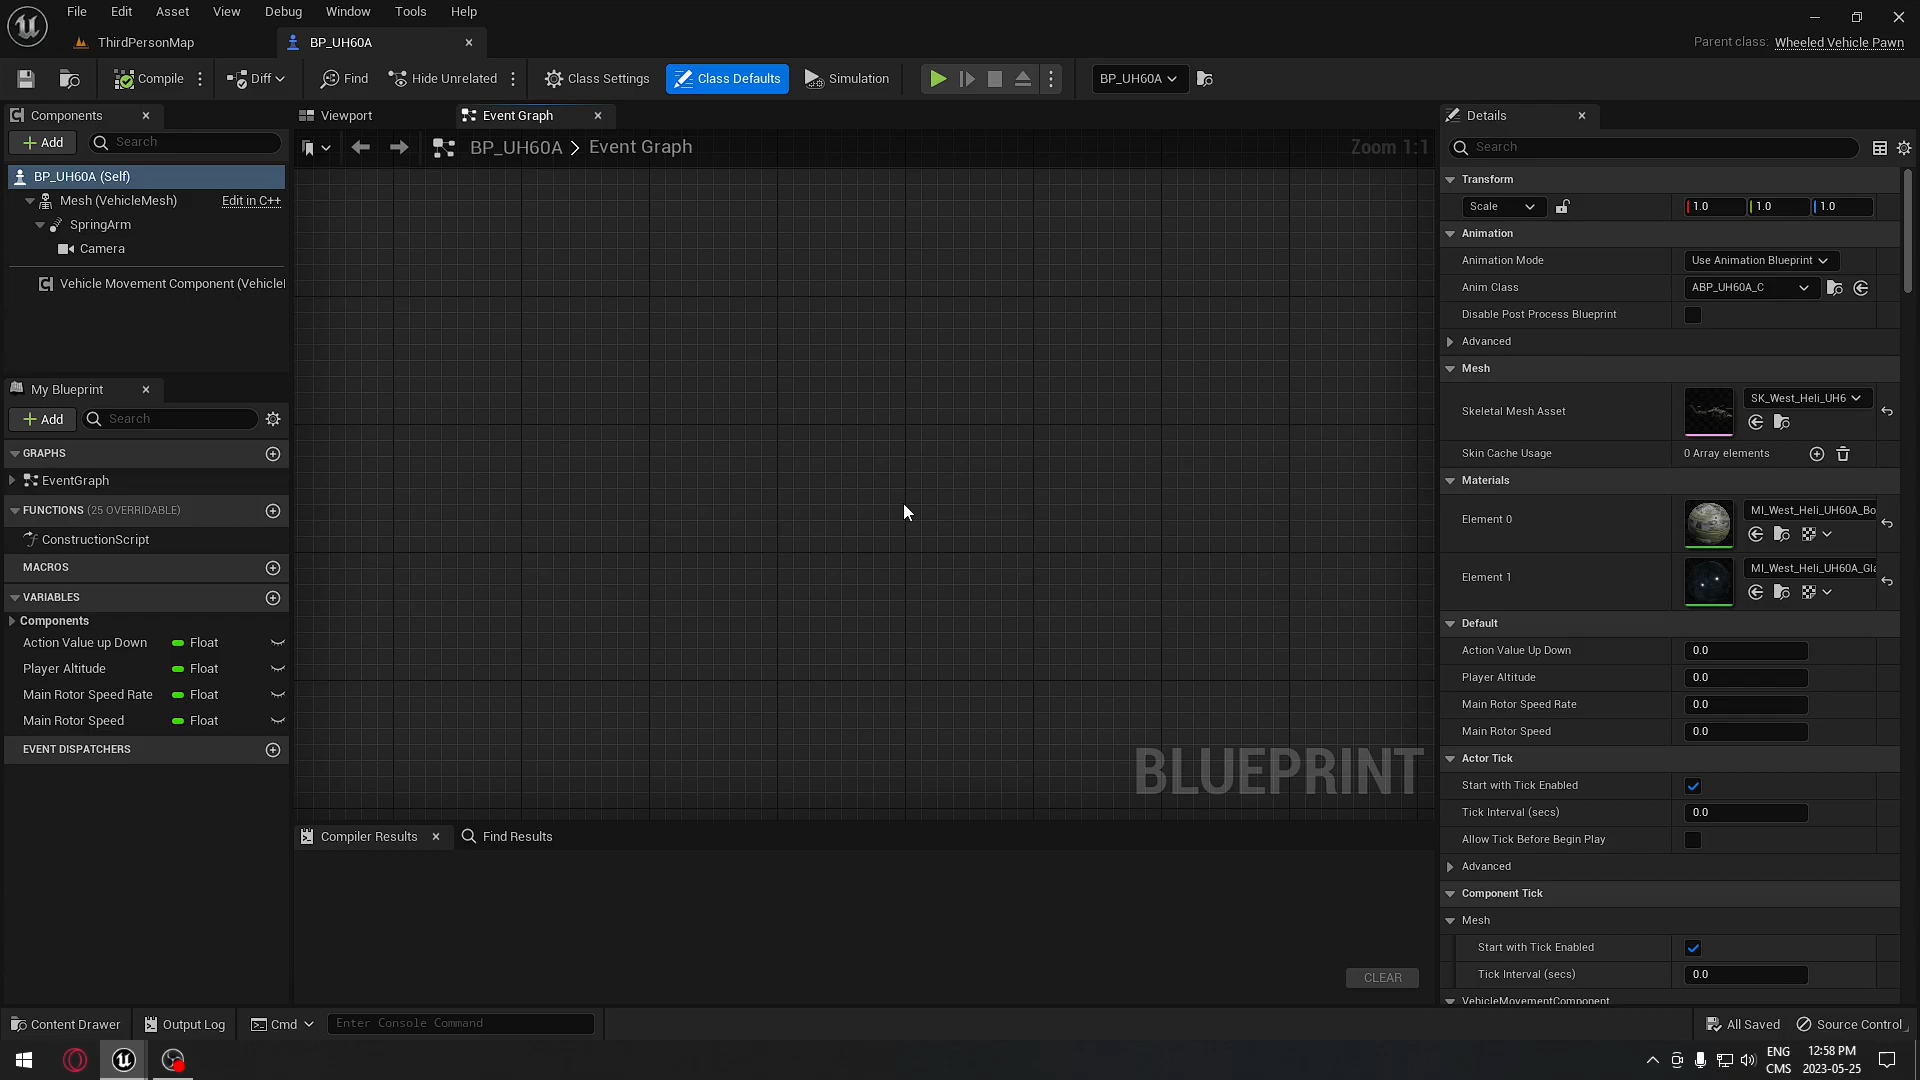 File Edit Asset View Debug Window Tools Help
ThirdPersonMap
BP_UH60A
Parent class: Wheeled Vehicle Pawn
Compile
Diff
Find
Hide Unrelated
Class Settings
Class Defaults
Simulation
BP_UH60A
Components
Add
Search
BP_UH60A (Self)
Mesh (VehicleMesh) Edit in C++
SpringArm
Camera
Vehicle Movement Component (Vehicle
My Blueprint
Add
Search
GRAPHS
EventGraph
FUNCTIONS (25 OVERRIDABLE)
ConstructionScript
MACROS
VARIABLES
Components
Action Value up Down Float
Player Altitude Float
Main Rotor Speed Rate Float
Main Rotor Speed Float
EVENT DISPATCHERS
Viewport
Event Graph
BP_UH60A > Event Graph
Zoom 1:1
BLUEPRINT
Compiler Results
Find Results
CLEAR
Details
Search
Transform
Scale 1.0 1.0 1.0
Animation
Animation Mode Use Animation Blueprint
Anim Class ABP_UH60A_C
Disable Post Process Blueprint
Advanced
Mesh
Skeletal Mesh Asset SK_West_Heli_UH6
Skin Cache Usage 0 Array elements
Materials
Element 0 MI_West_Heli_UH60A_Bo
Element 1 MI_West_Heli_UH60A_Gla
Default
Action Value Up Down 0.0
Player Altitude 0.0
Main Rotor Speed Rate 0.0
Main Rotor Speed 0.0
Actor Tick
Start with Tick Enabled
Tick Interval (secs) 0.0
Allow Tick Before Begin Play
Advanced
Component Tick
Mesh
Start with Tick Enabled
Tick Interval (secs) 0.0
VehicleMovementComponent
Content Drawer
Output Log
Cmd
Enter Console Command
All Saved
Source Control
ENG
CMS
12:58 PM
2023-05-25